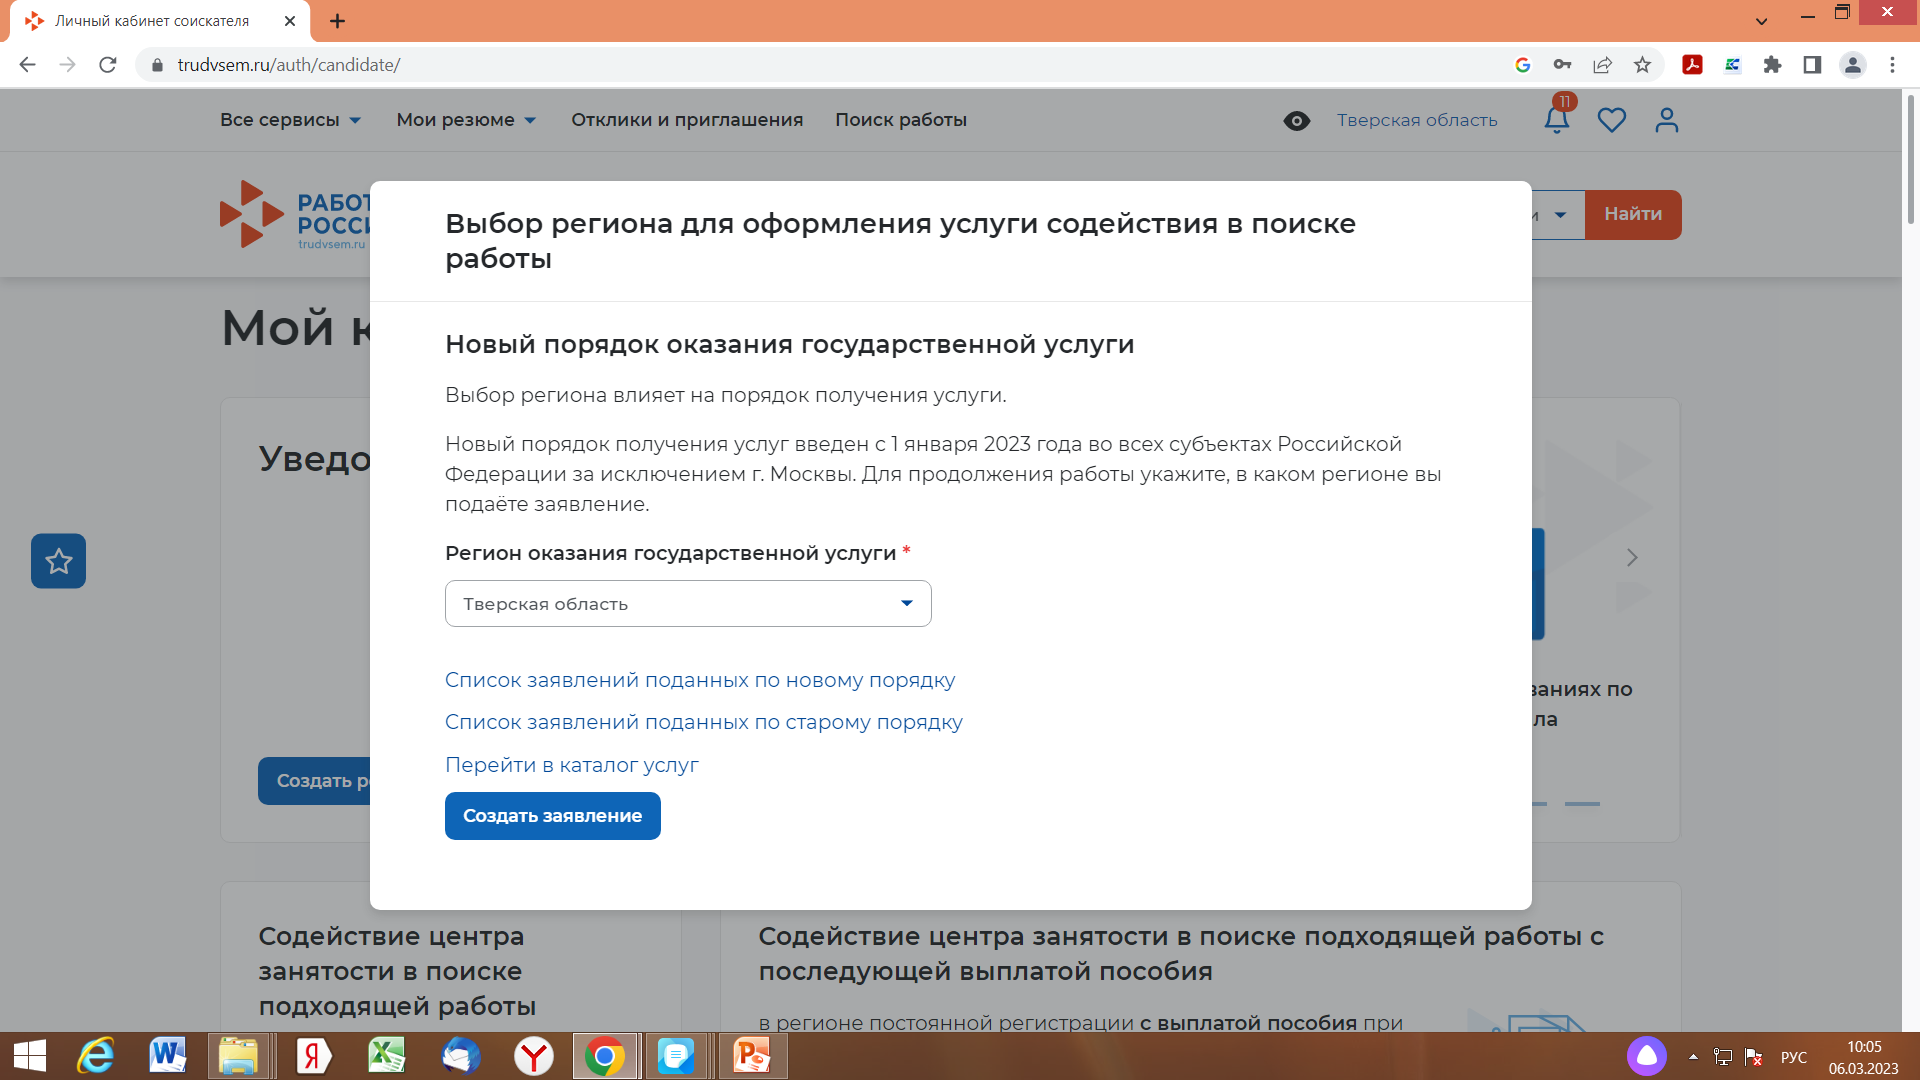 Личный кабинет соискателя
trudvsem.ru/auth/candidate/
Все сервисы
Мои резюме
Отклики и приглашения
Поиск работы
Тверская область
11
trudvsem.ru
Найти
Выбор региона для оформления услуги содействия в поиске
работы
Мой
Новый порядок оказания государственной услуги
Выбор региона влияет на порядок получения услуги.
Новый порядок получения услуг введен с 1 января 2023 года во всех субъектах Российской
Федерации за исключением г. Москвы. Для продолжения работы укажите, в каком регионе вы
подаёте заявление.
Регион оказания государственной услуги *
Тверская область
Список заявлений поданных по новому порядку
Список заявлений поданных по старому порядку
Перейти в каталог услуг
Создать заявление
Создать
по
Содействие центра
занятости в поиске
подходящей работы
Содействие центра занятости в поиске подходящей работы с
последующей выплатой пособия
в регионе постоянной регистрации с выплатой пособия при
РУС
10:05
06.03.2023